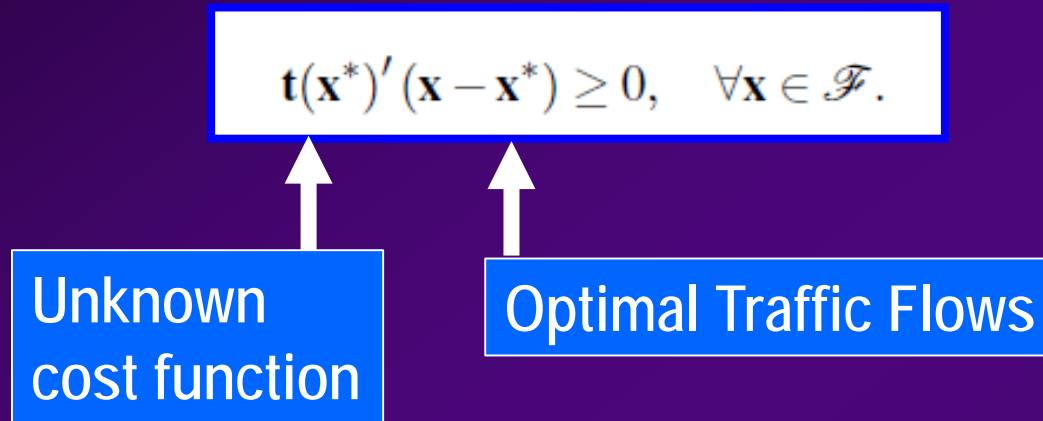 t(x*)′(x − x*) ≥ 0, ∀x ∈ ℱ.
Unknown
cost function
Optimal Traffic Flows